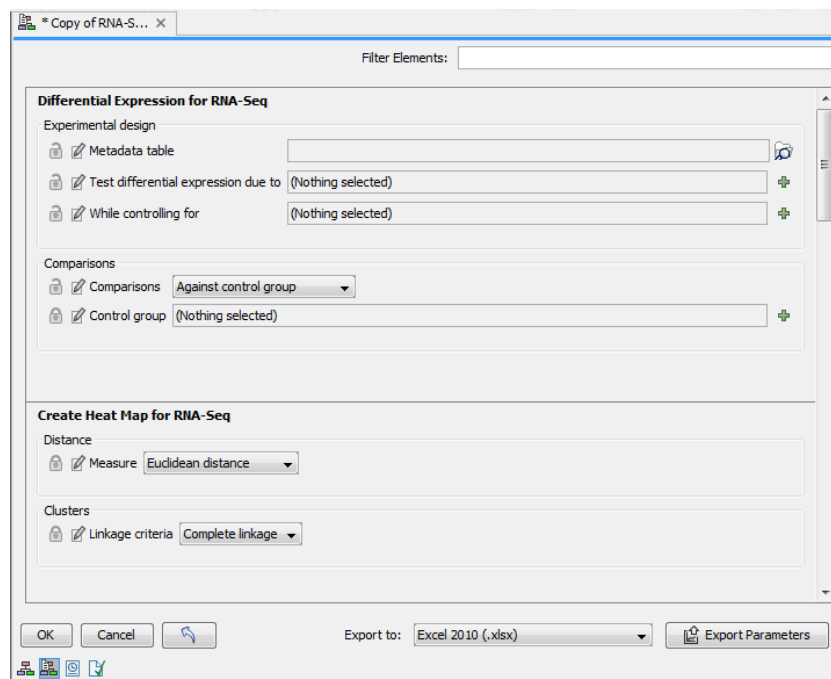 * Copy of RNA-S...
Filter Elements:
Differential Expression for RNA-Seq
Experimental design
Metadata table
Test differential expression due to (Nothing selected)
While controlling for (Nothing selected)
Comparisons
Comparisons Against control group
Control group (Nothing selected)
Create Heat Map for RNA-Seq
Distance
Measure Euclidean distance
Clusters
Linkage criteria Complete linkage
OK Cancel Export to: Excel 2010 (.xlsx) Export Parameters